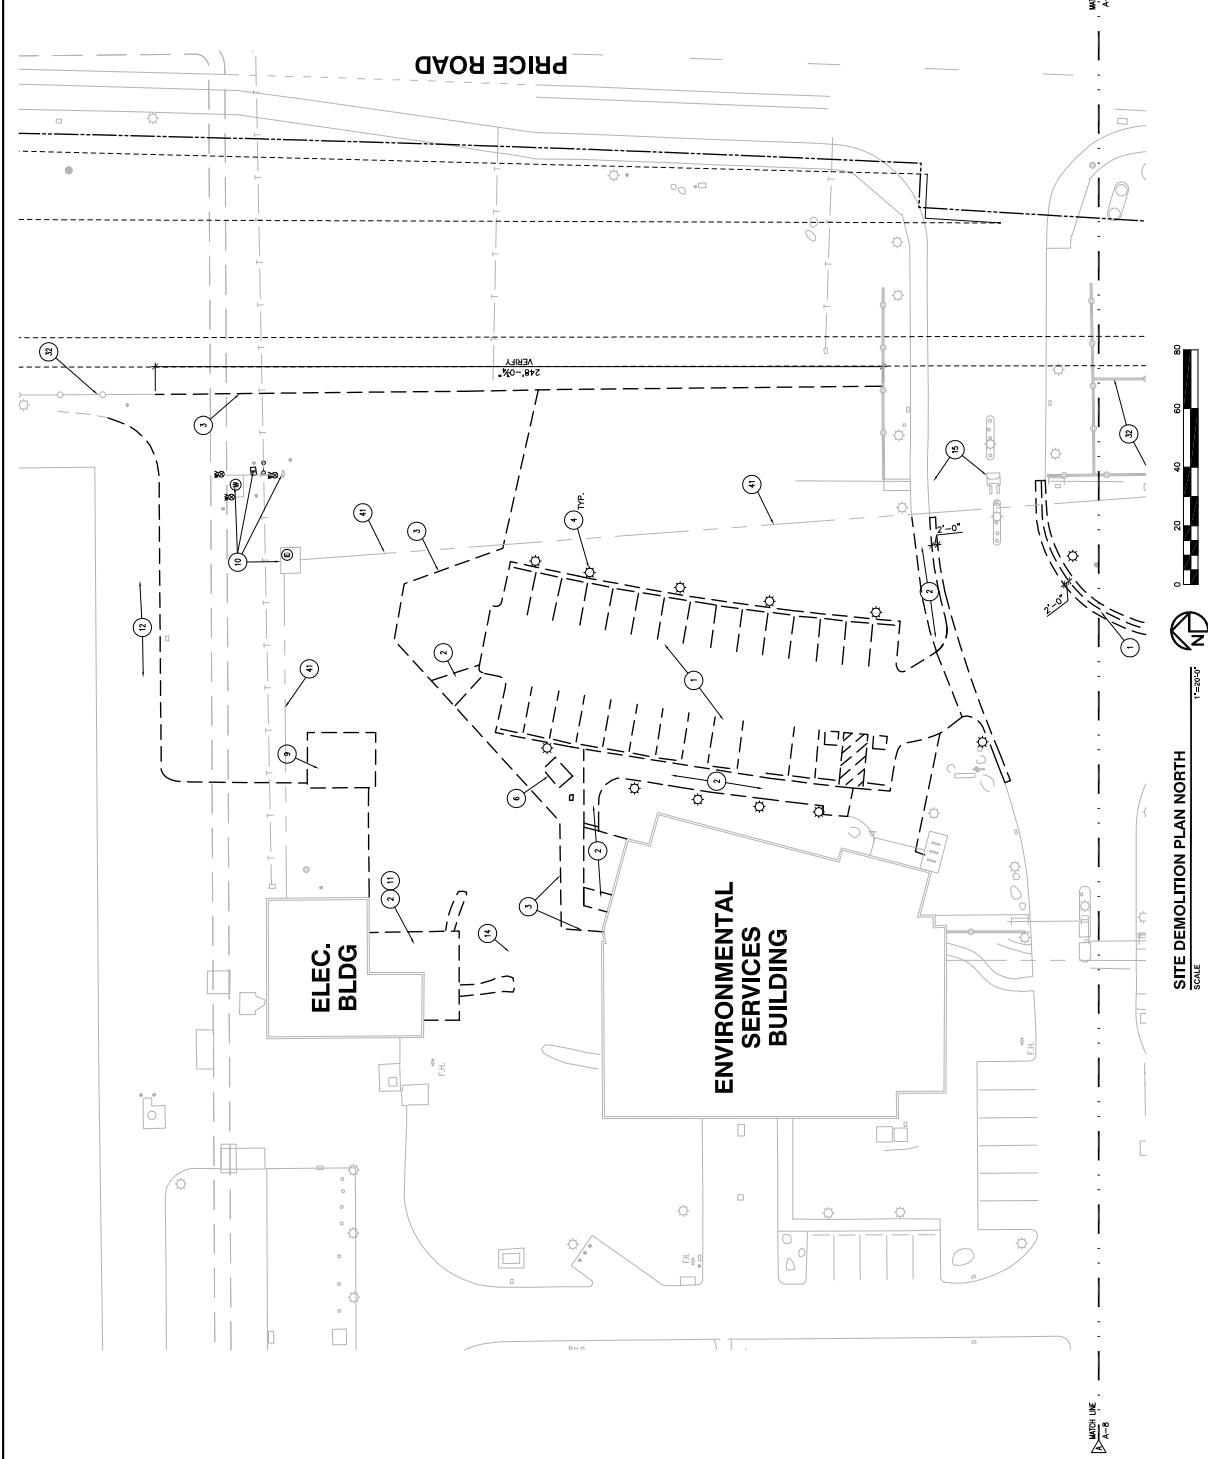 PRICE ROAD
32
3
248'-0¾"
VERIFY
10
W
E
12
41
41
3
4
TYP.
41
15
32
2'-0"
2'-0"
2
1
2
1
9
6
2
2
2
11
3
14
ELEC.
BLDG
ENVIRONMENTAL
SERVICES
BUILDING
F.H.
F.H.
F.H.
MATCH LINE
A
A-8
0 20 40 60 80
N
SITE DEMOLITION PLAN NORTH
SCALE
1"=20'-0"